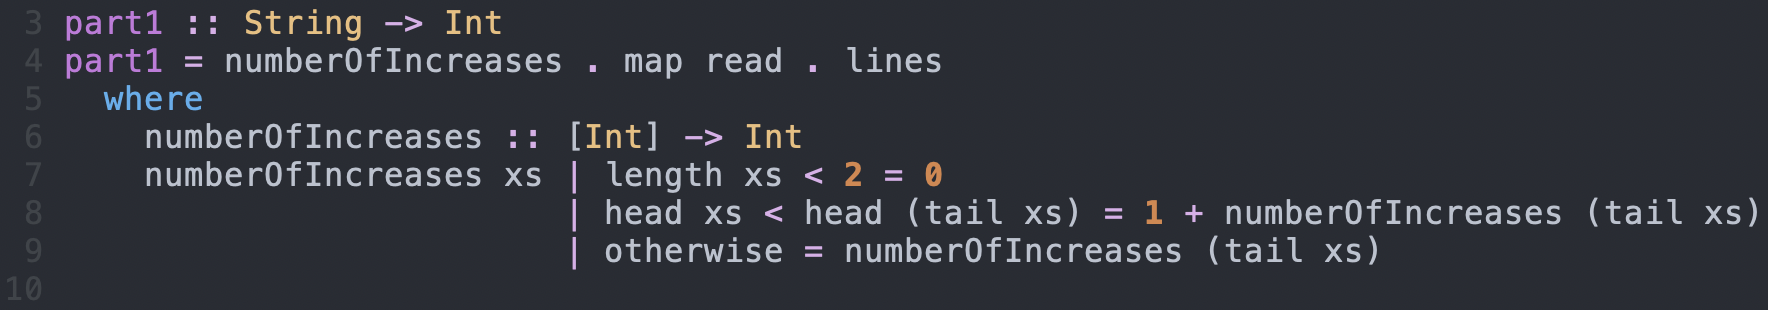 3 part1 :: String -> Int
4 part1 = numberOfIncreases . map read . lines
5   where
6     numberOfIncreases :: [Int] -> Int
7     numberOfIncreases xs | length xs < 2 = 0
8                          | head xs < head (tail xs) = 1 + numberOfIncreases (tail xs)
9                          | otherwise = numberOfIncreases (tail xs)
10